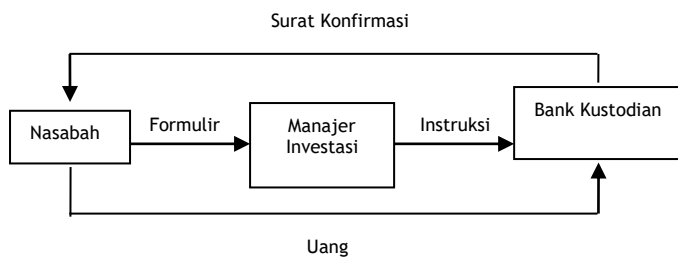 Surat Konfirmasi
Nasabah
Formulir
Manajer
Investasi
Instruksi
Bank Kustodian
Uang